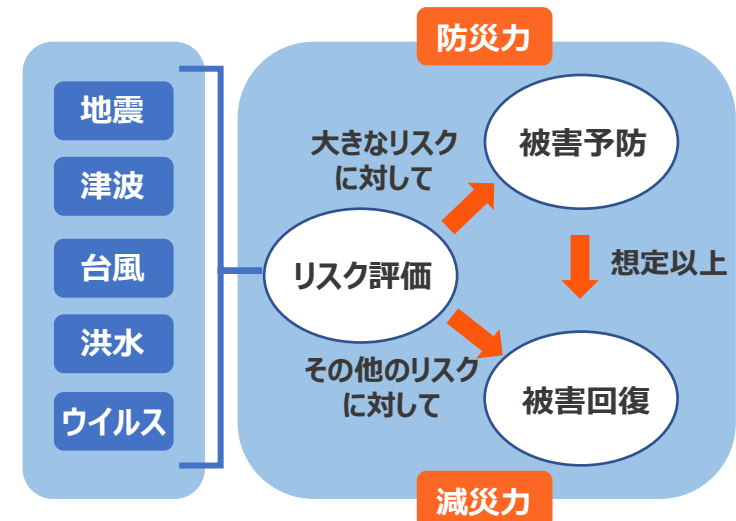 防災力
地震
津波
台風
洪水
ウイルス
大きなリスク
に対して
被害予防
リスク評価
想定以上
その他のリスク
に対して
被害回復
減災力